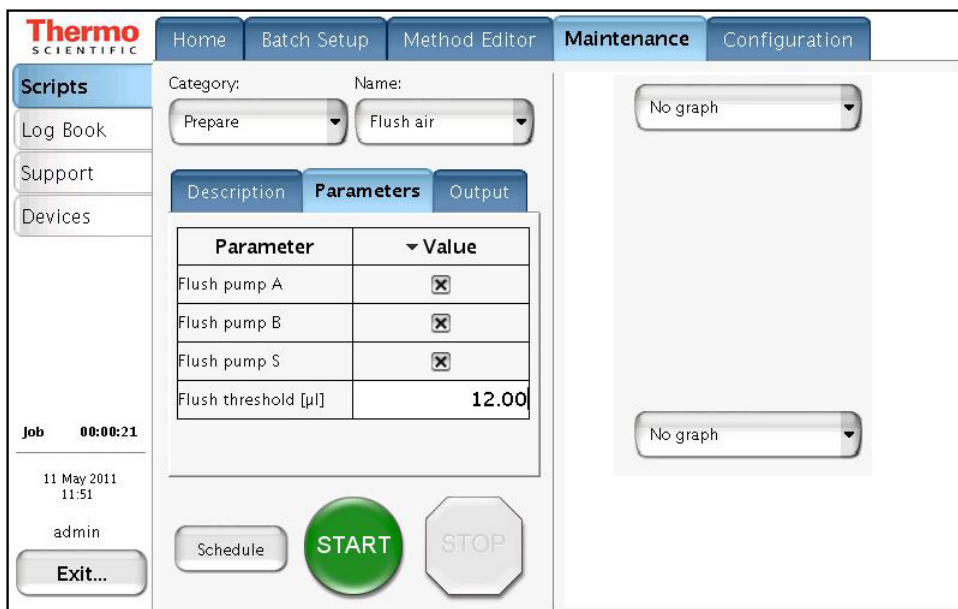 Thermo
SCIENTIFIC
Home
Batch Setup
Method Editor
Maintenance
Configuration
Scripts
Log Book
Support
Devices
Category:
Name:
Prepare
Flush air
Description
Parameters
Output
Parameter
Value
Flush pump A
Flush pump B
Flush pump S
Flush threshold [µl]
12.00
No graph
No graph
Job 00:00:21
11 May 2011
11:51
admin
Exit...
Schedule
START
STOP